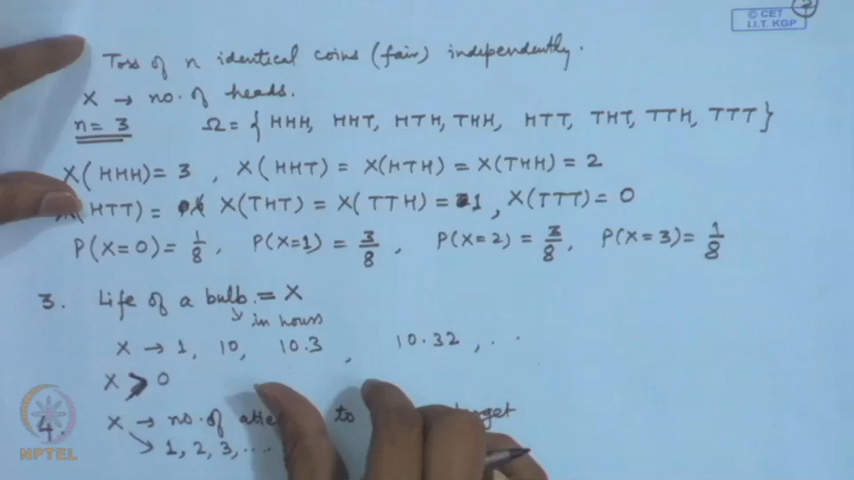 2
© CET
I.I.T. KGP
Toss of n identical coins (fair) independently.
X → no. of heads.
n = 3 Ω = { HHH, HHT, HTH, THH, HTT, THT, TTH, TTT }
X(HHH) = 3, X(HHT) = X(HTH) = X(THH) = 2
(HTT) = X(THT) = X(TTH) = 1, X(TTT) = 0
P(X=0) = 1/8, P(X=1) = 3/8, P(X=2) = 3/8, P(X=3) = 1/8
3. Life of a bulb = X
↳ in hours
X → 1, 10, 10.3, 10.32, ...
X > 0
4. X → no. of to
↘ 1, 2, 3, ....
NPTEL